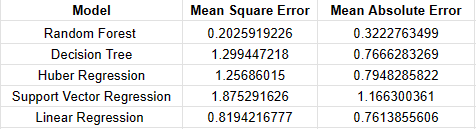 Model Mean Square Error Mean Absolute Error
Random Forest 0.2025919226 0.3222763499
Decision Tree 1.299447218 0.7666283269
Huber Regression 1.25686015 0.7948285822
Support Vector Regression 1.875291626 1.166300361
Linear Regression 0.8194216777 0.7613855606